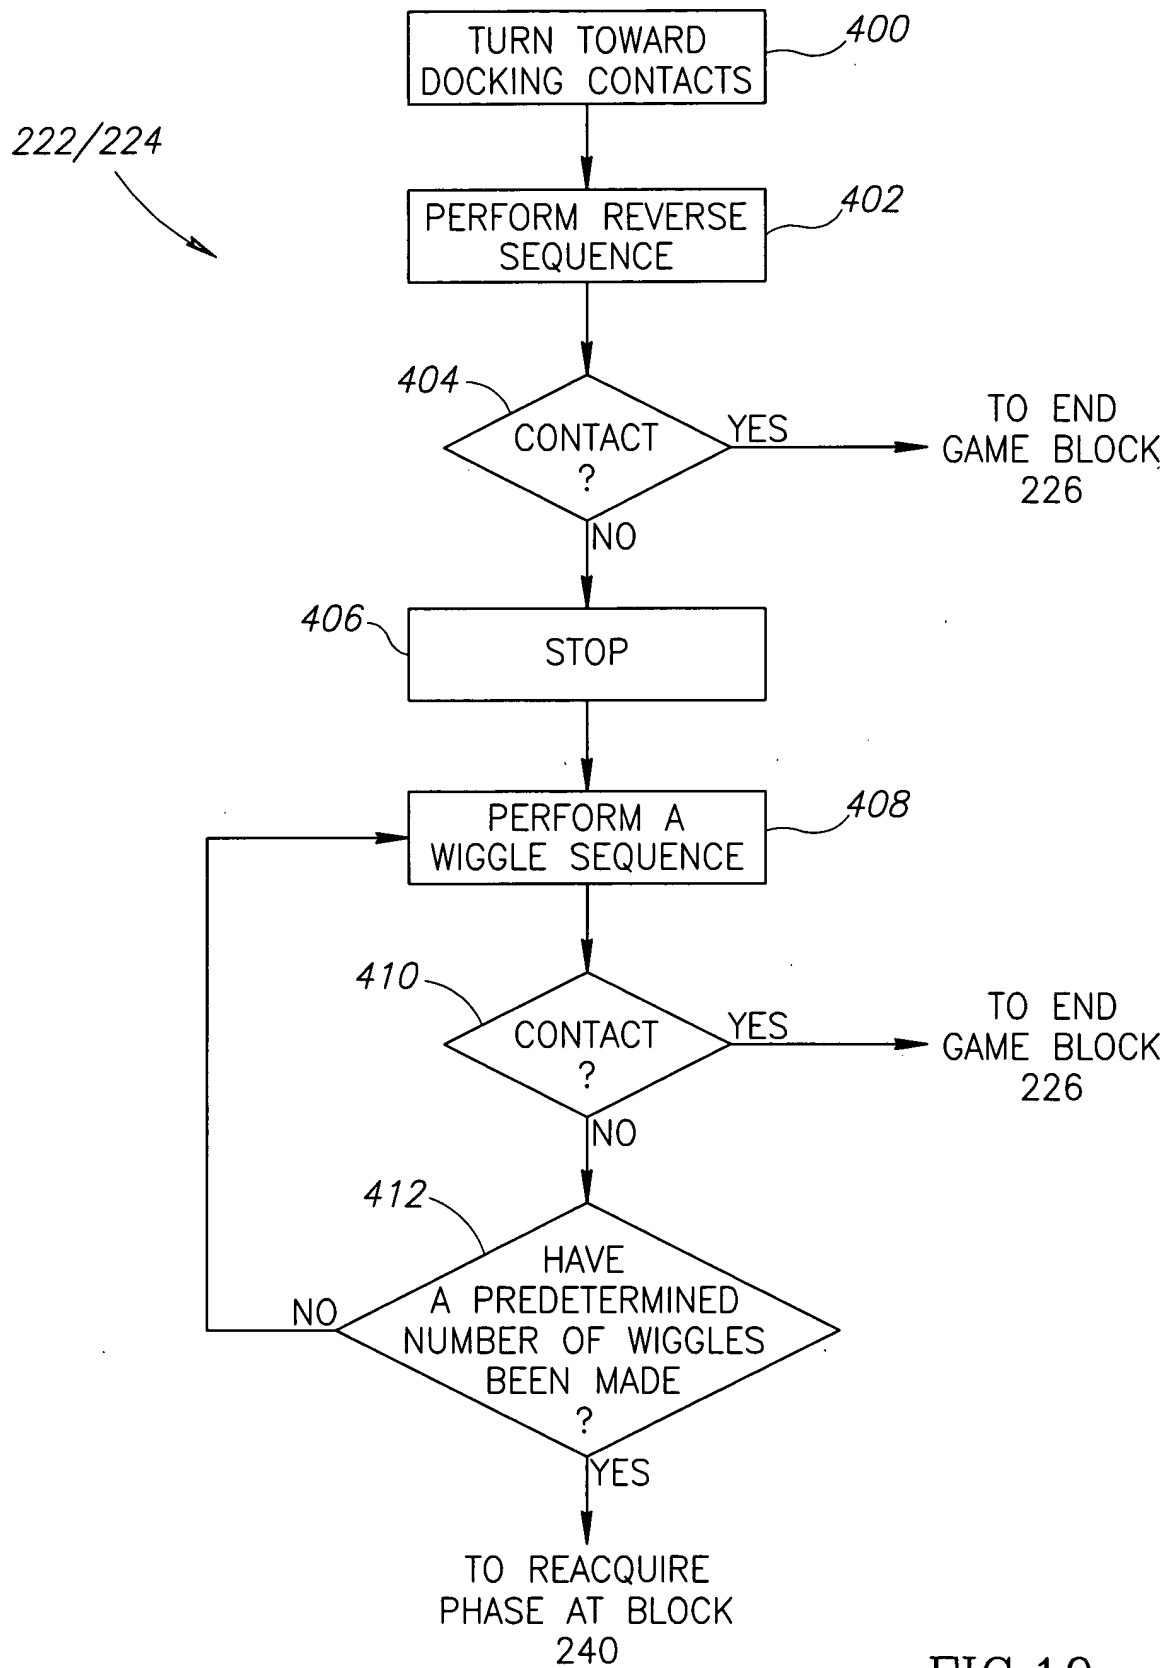 TURN TOWARD
DOCKING CONTACTS
400
222/224
PERFORM REVERSE
SEQUENCE
402
404
CONTACT
?
YES
TO END
GAME BLOCK
226
NO
406
STOP
PERFORM A
WIGGLE SEQUENCE
408
410
CONTACT
?
YES
TO END
GAME BLOCK
226
NO
412
HAVE
A PREDETERMINED
NUMBER OF WIGGLES
BEEN MADE
?
NO
YES
TO REACQUIRE
PHASE AT BLOCK
240